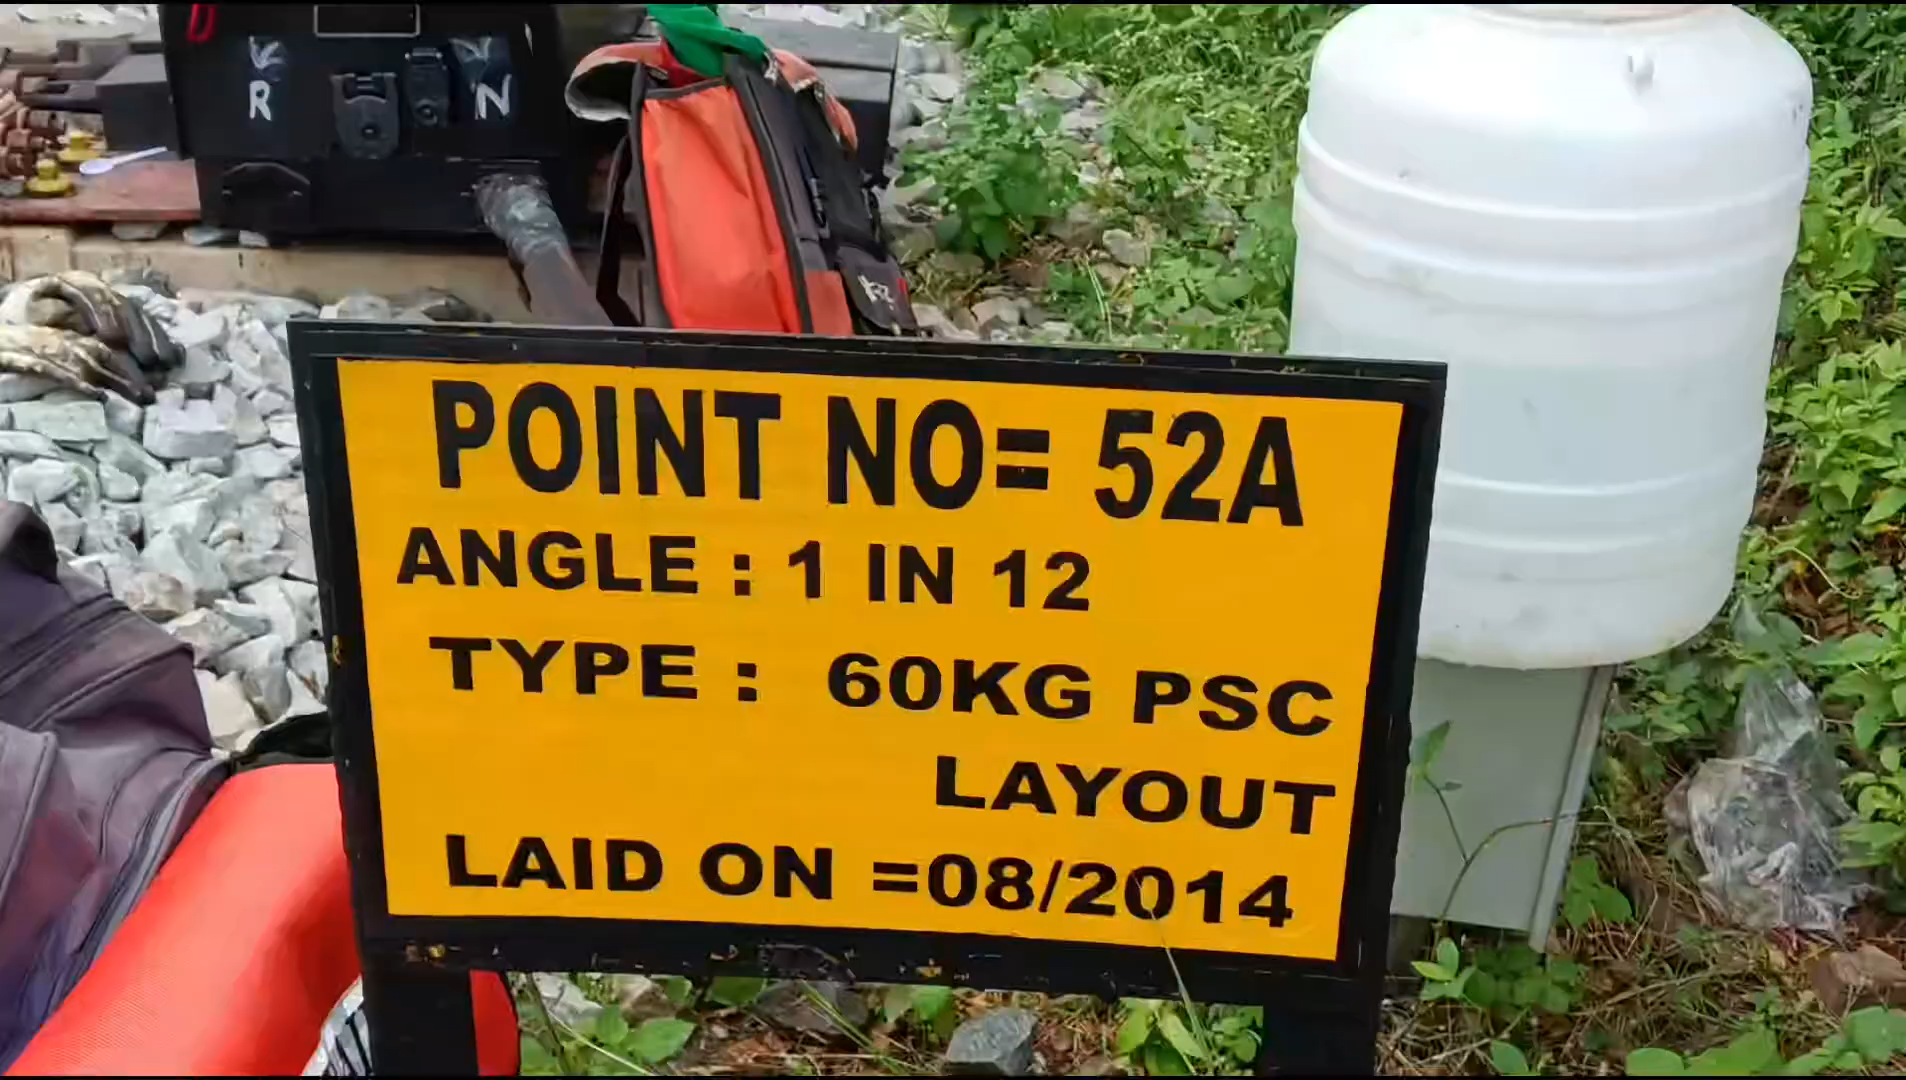 D
R N
POINT NO= 52A
ANGLE : 1 IN 12
TYPE : 60KG PSC
LAYOUT
LAID ON =08/2014